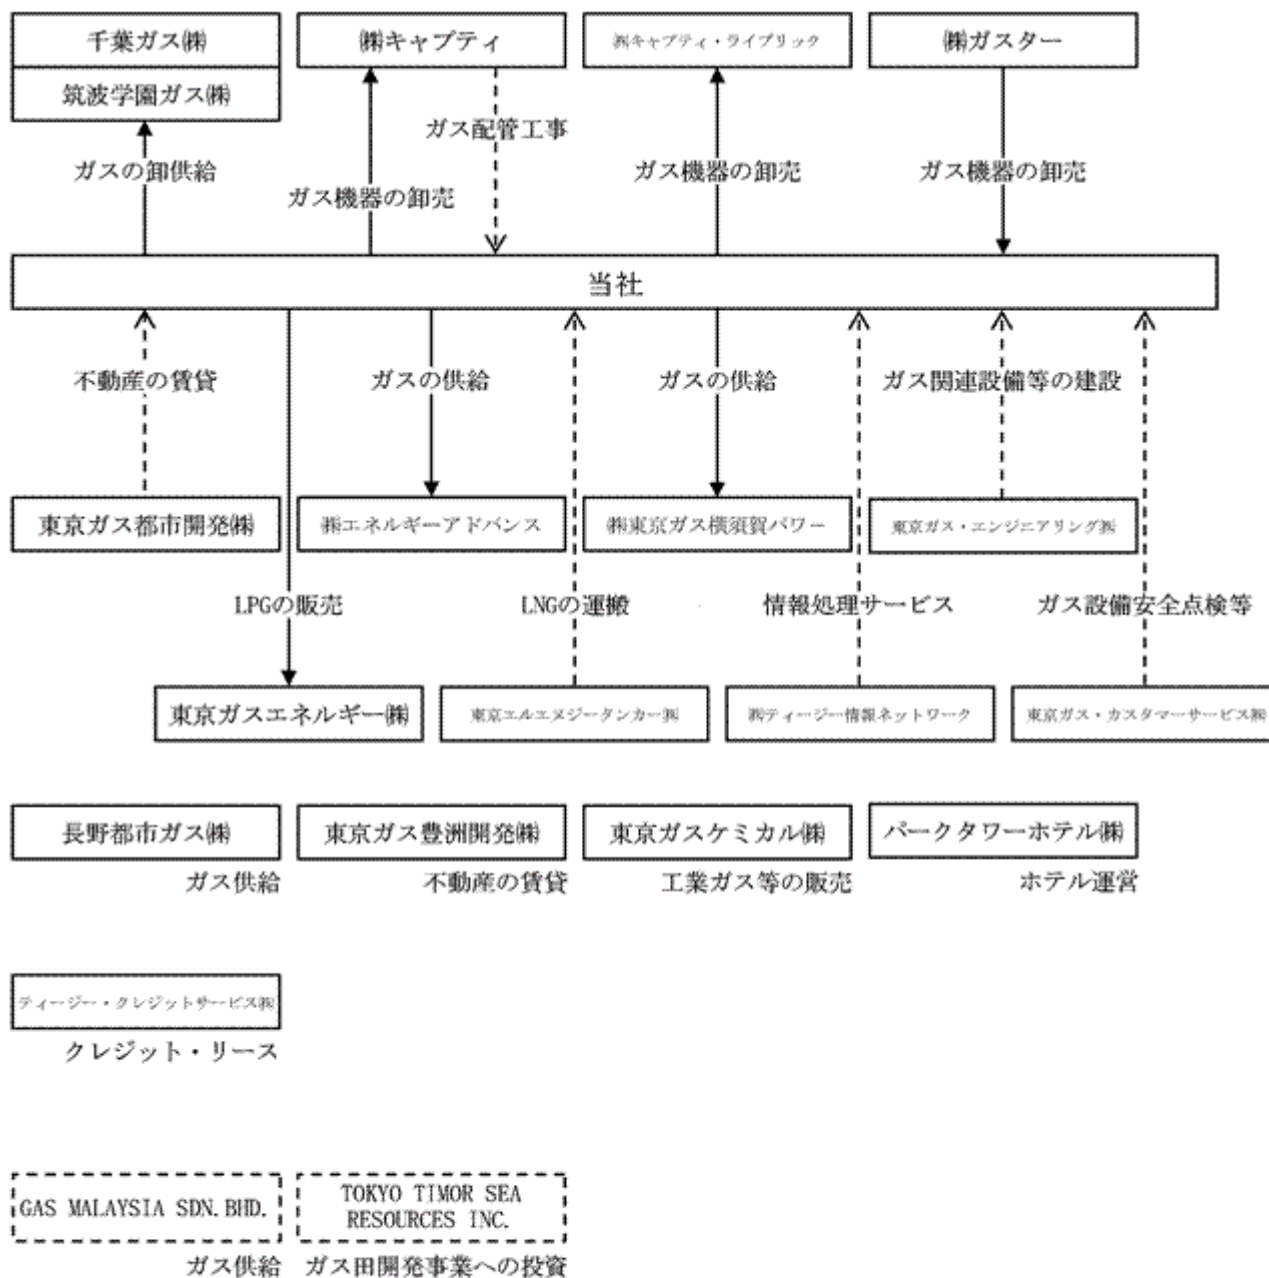 千葉ガス㈱
㈱キャプティ
㈱キャプティ・ライブリック
㈱ガスター
筑波学園ガス㈱
ガス配管工事
ガスの卸供給
ガス機器の卸売
ガス機器の卸売
ガス機器の卸売
当社
不動産の賃貸
ガスの供給
ガスの供給
ガス関連設備等の建設
東京ガス都市開発㈱
㈱エネルギーアドバンス
㈱東京ガス横須賀パワー
東京ガス・エンジニアリング㈱
LPGの販売
LNGの運搬
情報処理サービス
ガス設備安全点検等
東京ガスエネルギー㈱
東京エルエヌジータンカー㈱
㈱ティージー情報ネットワーク
東京ガス・カスタマーサービス㈱
長野都市ガス㈱
東京ガス豊洲開発㈱
東京ガスケミカル㈱
パークタワーホテル㈱
ガス供給
不動産の賃貸
工業ガス等の販売
ホテル運営
ティージー・クレジットサービス㈱
クレジット・リース
GAS MALAYSIA SDN.BHD.
TOKYO TIMOR SEA
RESOURCES INC.
ガス供給
ガス田開発事業への投資